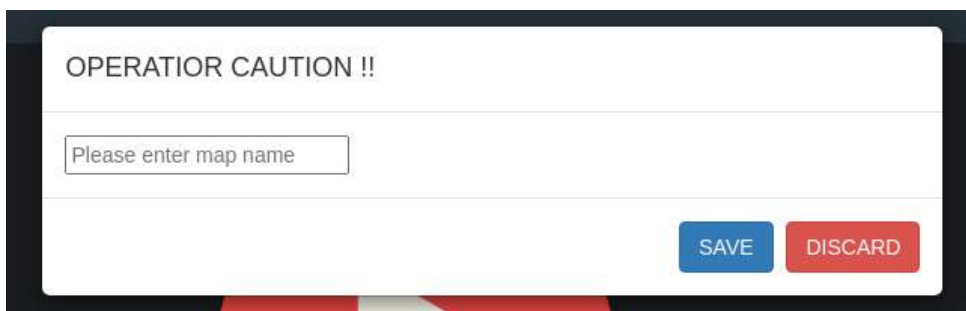 OPERATIOR CAUTION !!
Please enter map name
SAVE DISCARD